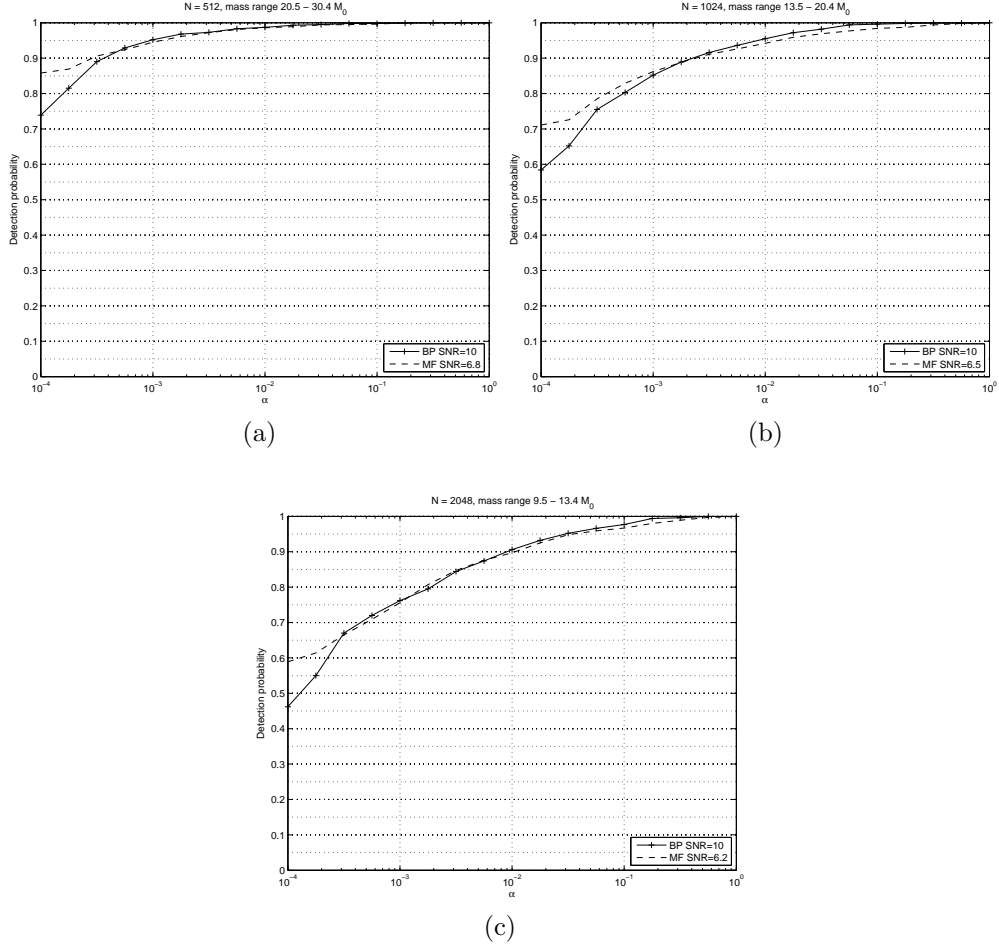 N = 512, mass range 20.5 − 30.4 M₀
Detection probability
1
0.9
0.8
0.7
0.6
0.5
0.4
0.3
0.2
0.1
0
BP SNR=10
MF SNR=6.8
10⁻⁴
10⁻³
10⁻²
10⁻¹
10⁰
α
(a)
N = 1024, mass range 13.5 − 20.4 M₀
Detection probability
1
0.9
0.8
0.7
0.6
0.5
0.4
0.3
0.2
0.1
0
BP SNR=10
MF SNR=6.5
10⁻⁴
10⁻³
10⁻²
10⁻¹
10⁰
α
(b)
N = 2048, mass range 9.5 − 13.4 M₀
Detection probability
1
0.9
0.8
0.7
0.6
0.5
0.4
0.3
0.2
0.1
0
BP SNR=10
MF SNR=6.2
10⁻⁴
10⁻³
10⁻²
10⁻¹
10⁰
α
(c)